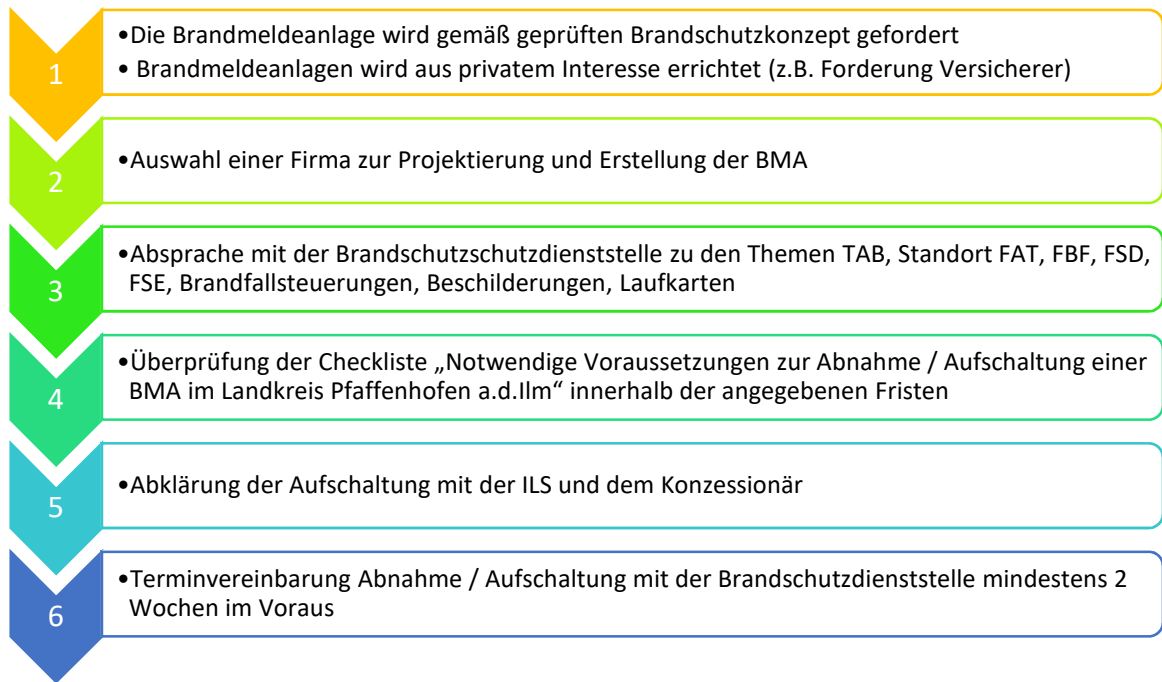 1
•Die Brandmeldeanlage wird gemäß geprüften Brandschutzkonzept gefordert
• Brandmeldeanlagen wird aus privatem Interesse errichtet (z.B. Forderung Versicherer)
2
•Auswahl einer Firma zur Projektierung und Erstellung der BMA
3
•Absprache mit der Brandschutzschutzdienststelle zu den Themen TAB, Standort FAT, FBF, FSD,
FSE, Brandfallsteuerungen, Beschilderungen, Laufkarten
4
•Überprüfung der Checkliste „Notwendige Voraussetzungen zur Abnahme / Aufschaltung einer
BMA im Landkreis Pfaffenhofen a.d.Ilm“ innerhalb der angegebenen Fristen
5
•Abklärung der Aufschaltung mit der ILS und dem Konzessionär
6
•Terminvereinbarung Abnahme / Aufschaltung mit der Brandschutzdienststelle mindestens 2
Wochen im Voraus